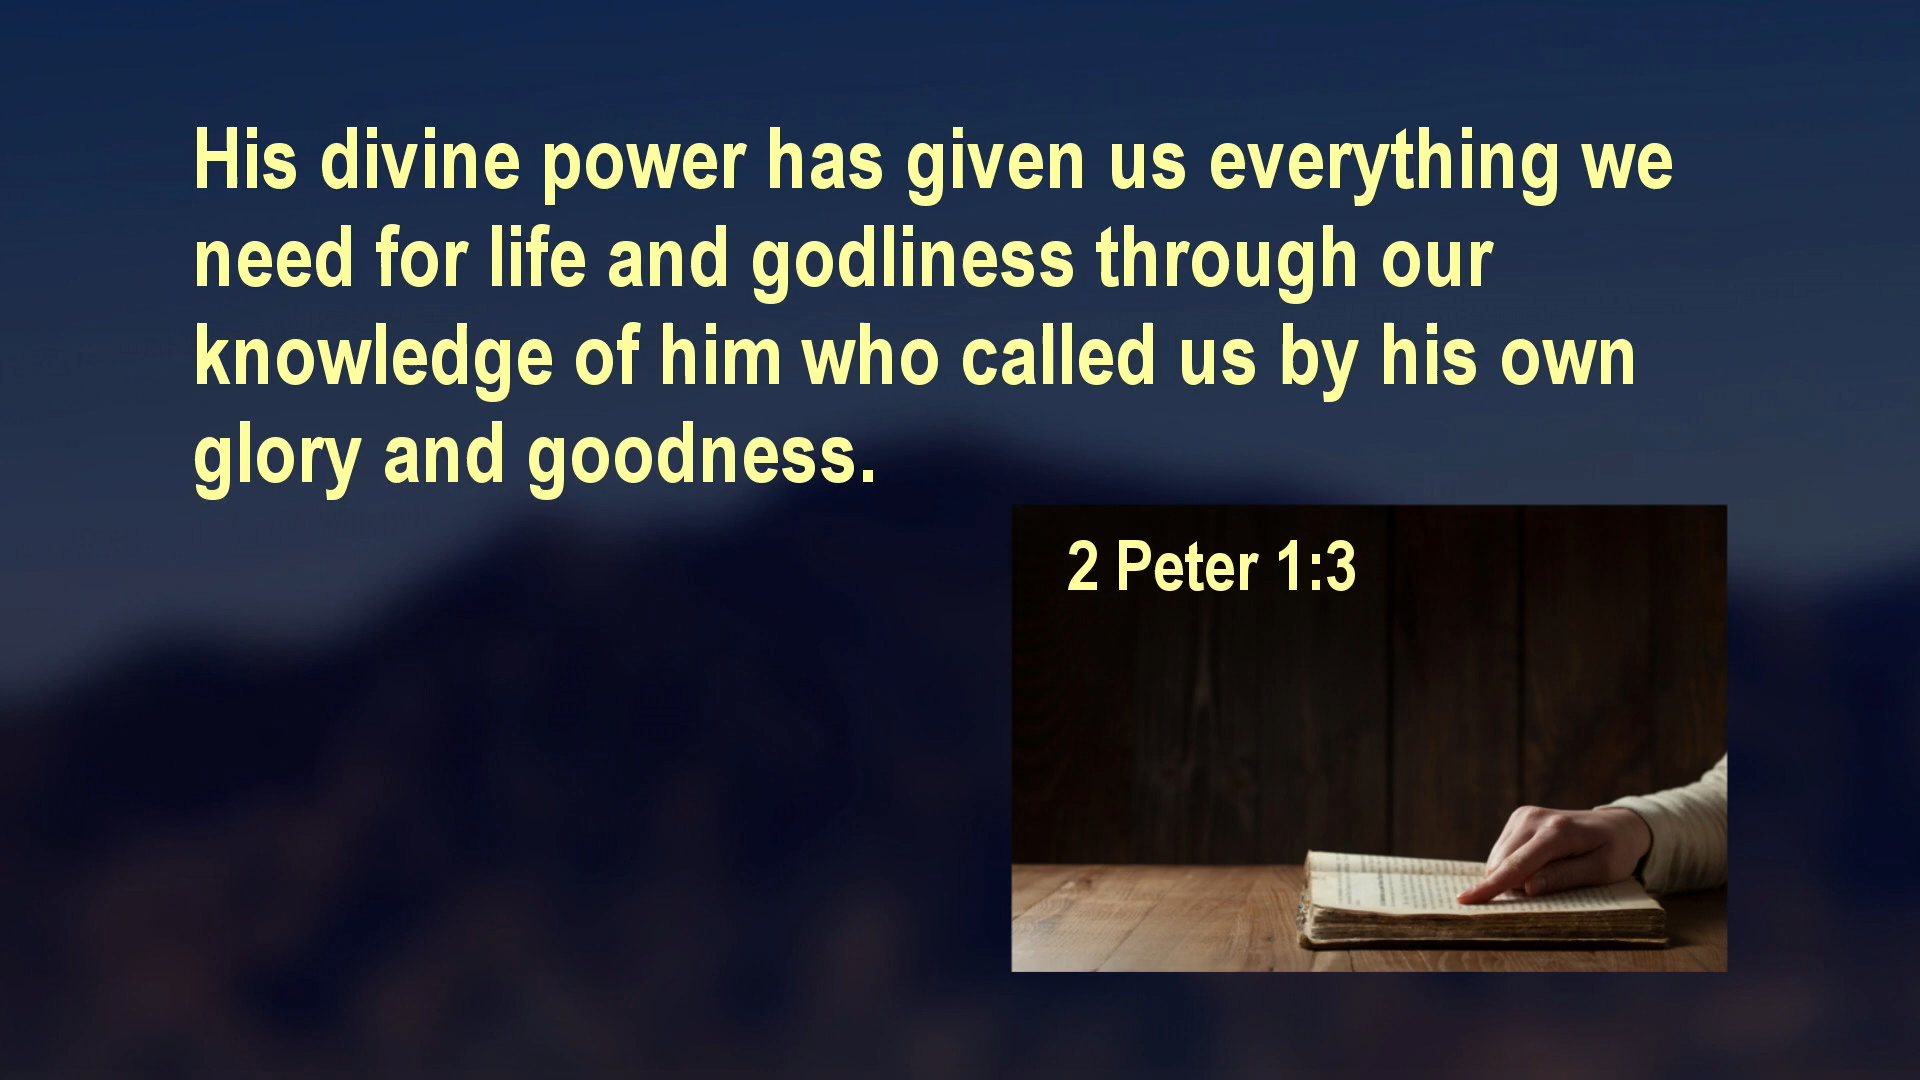 His divine power has given us everything we
need for life and godliness through our
knowledge of him who called us by his own
glory and goodness.
2 Peter 1:3